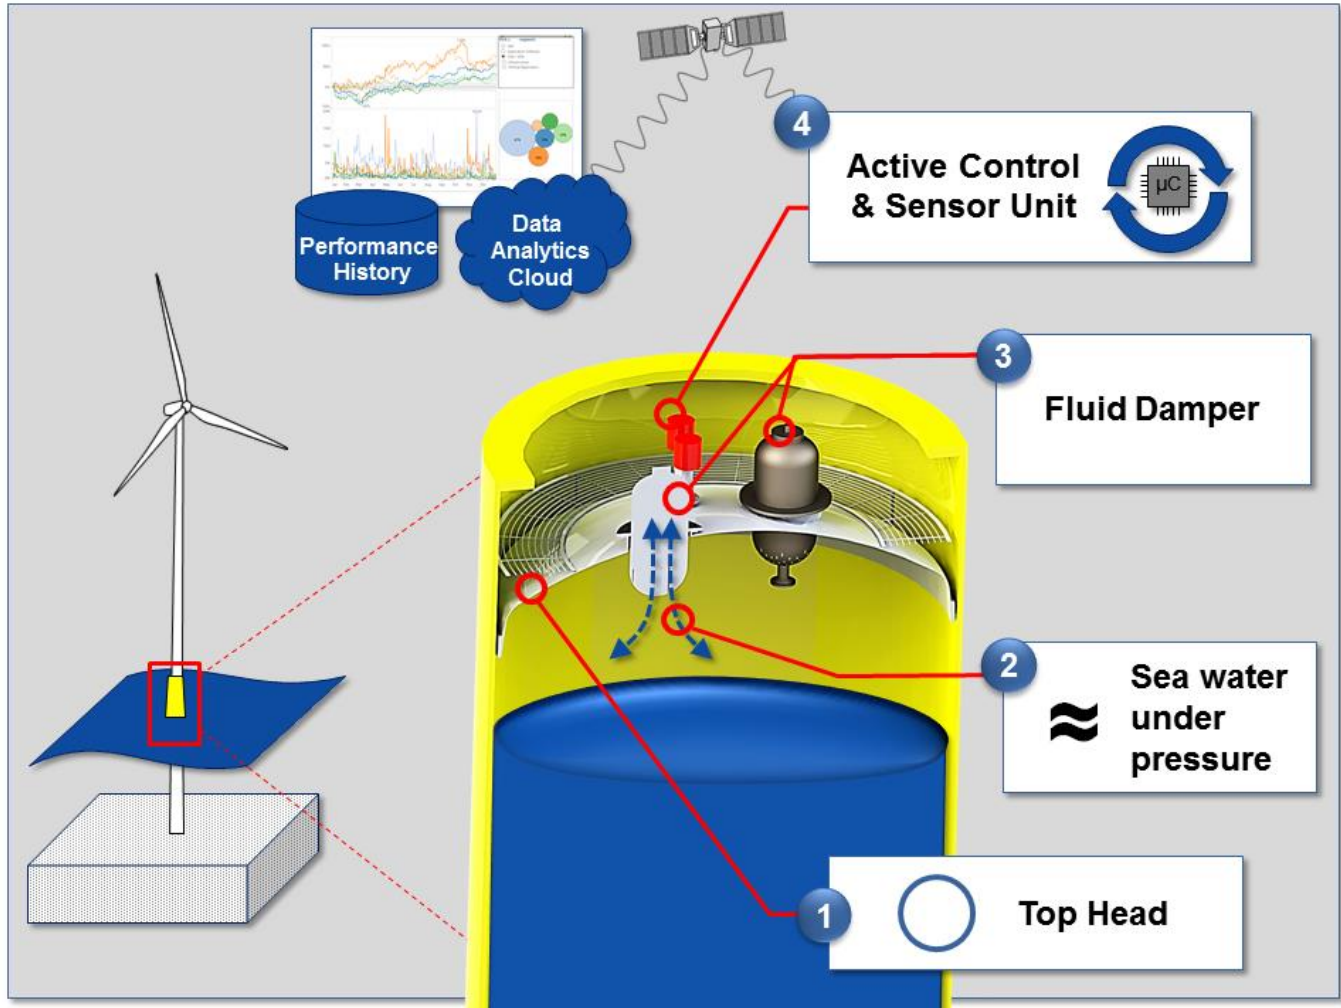 4
Active Control
& Sensor Unit
µC
Performance
History
Data
Analytics
Cloud
3
Fluid Damper
2
Sea water
under
pressure
1
Top Head